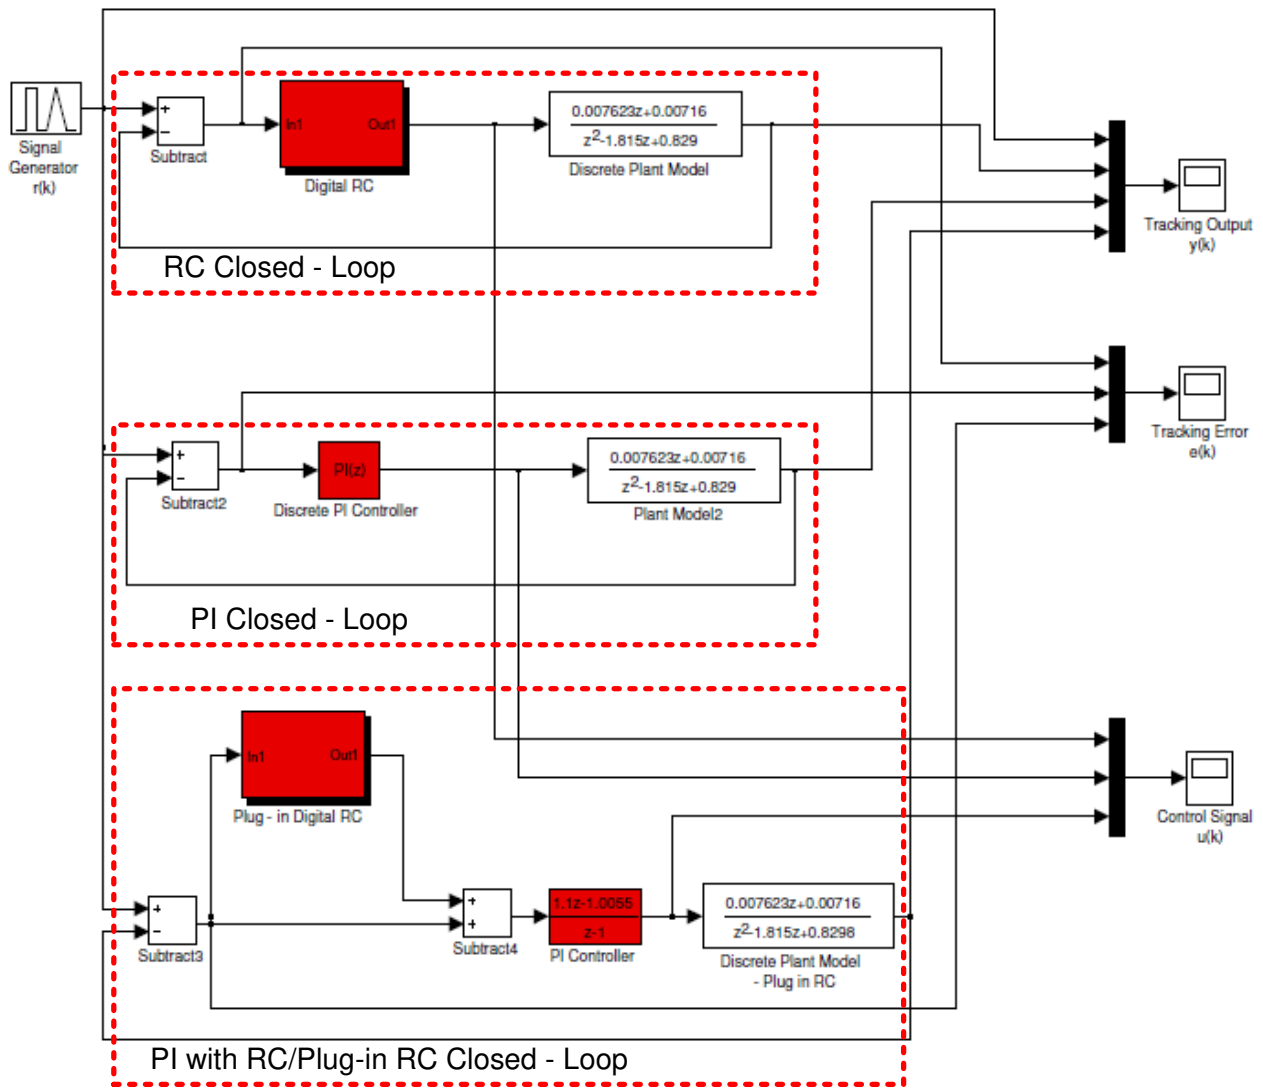 Signal
Generator
r(k)
+
−
Subtract
In1
Out1
Digital RC
0.007623z+0.00716
z²-1.815z+0.829
Discrete Plant Model
RC Closed - Loop
Tracking Output
y(k)
Tracking Error
e(k)
+
−
Subtract2
PI(z)
Discrete PI Controller
0.007623z+0.00716
z²-1.815z+0.829
Plant Model2
PI Closed - Loop
In1
Out1
Plug - in Digital RC
Control Signal
u(k)
+
−
Subtract3
+
+
Subtract4
1.1z-1.0055
z-1
PI Controller
0.007623z+0.00716
z²-1.815z+0.8298
Discrete Plant Model
- Plug in RC
PI with RC/Plug-in RC Closed - Loop